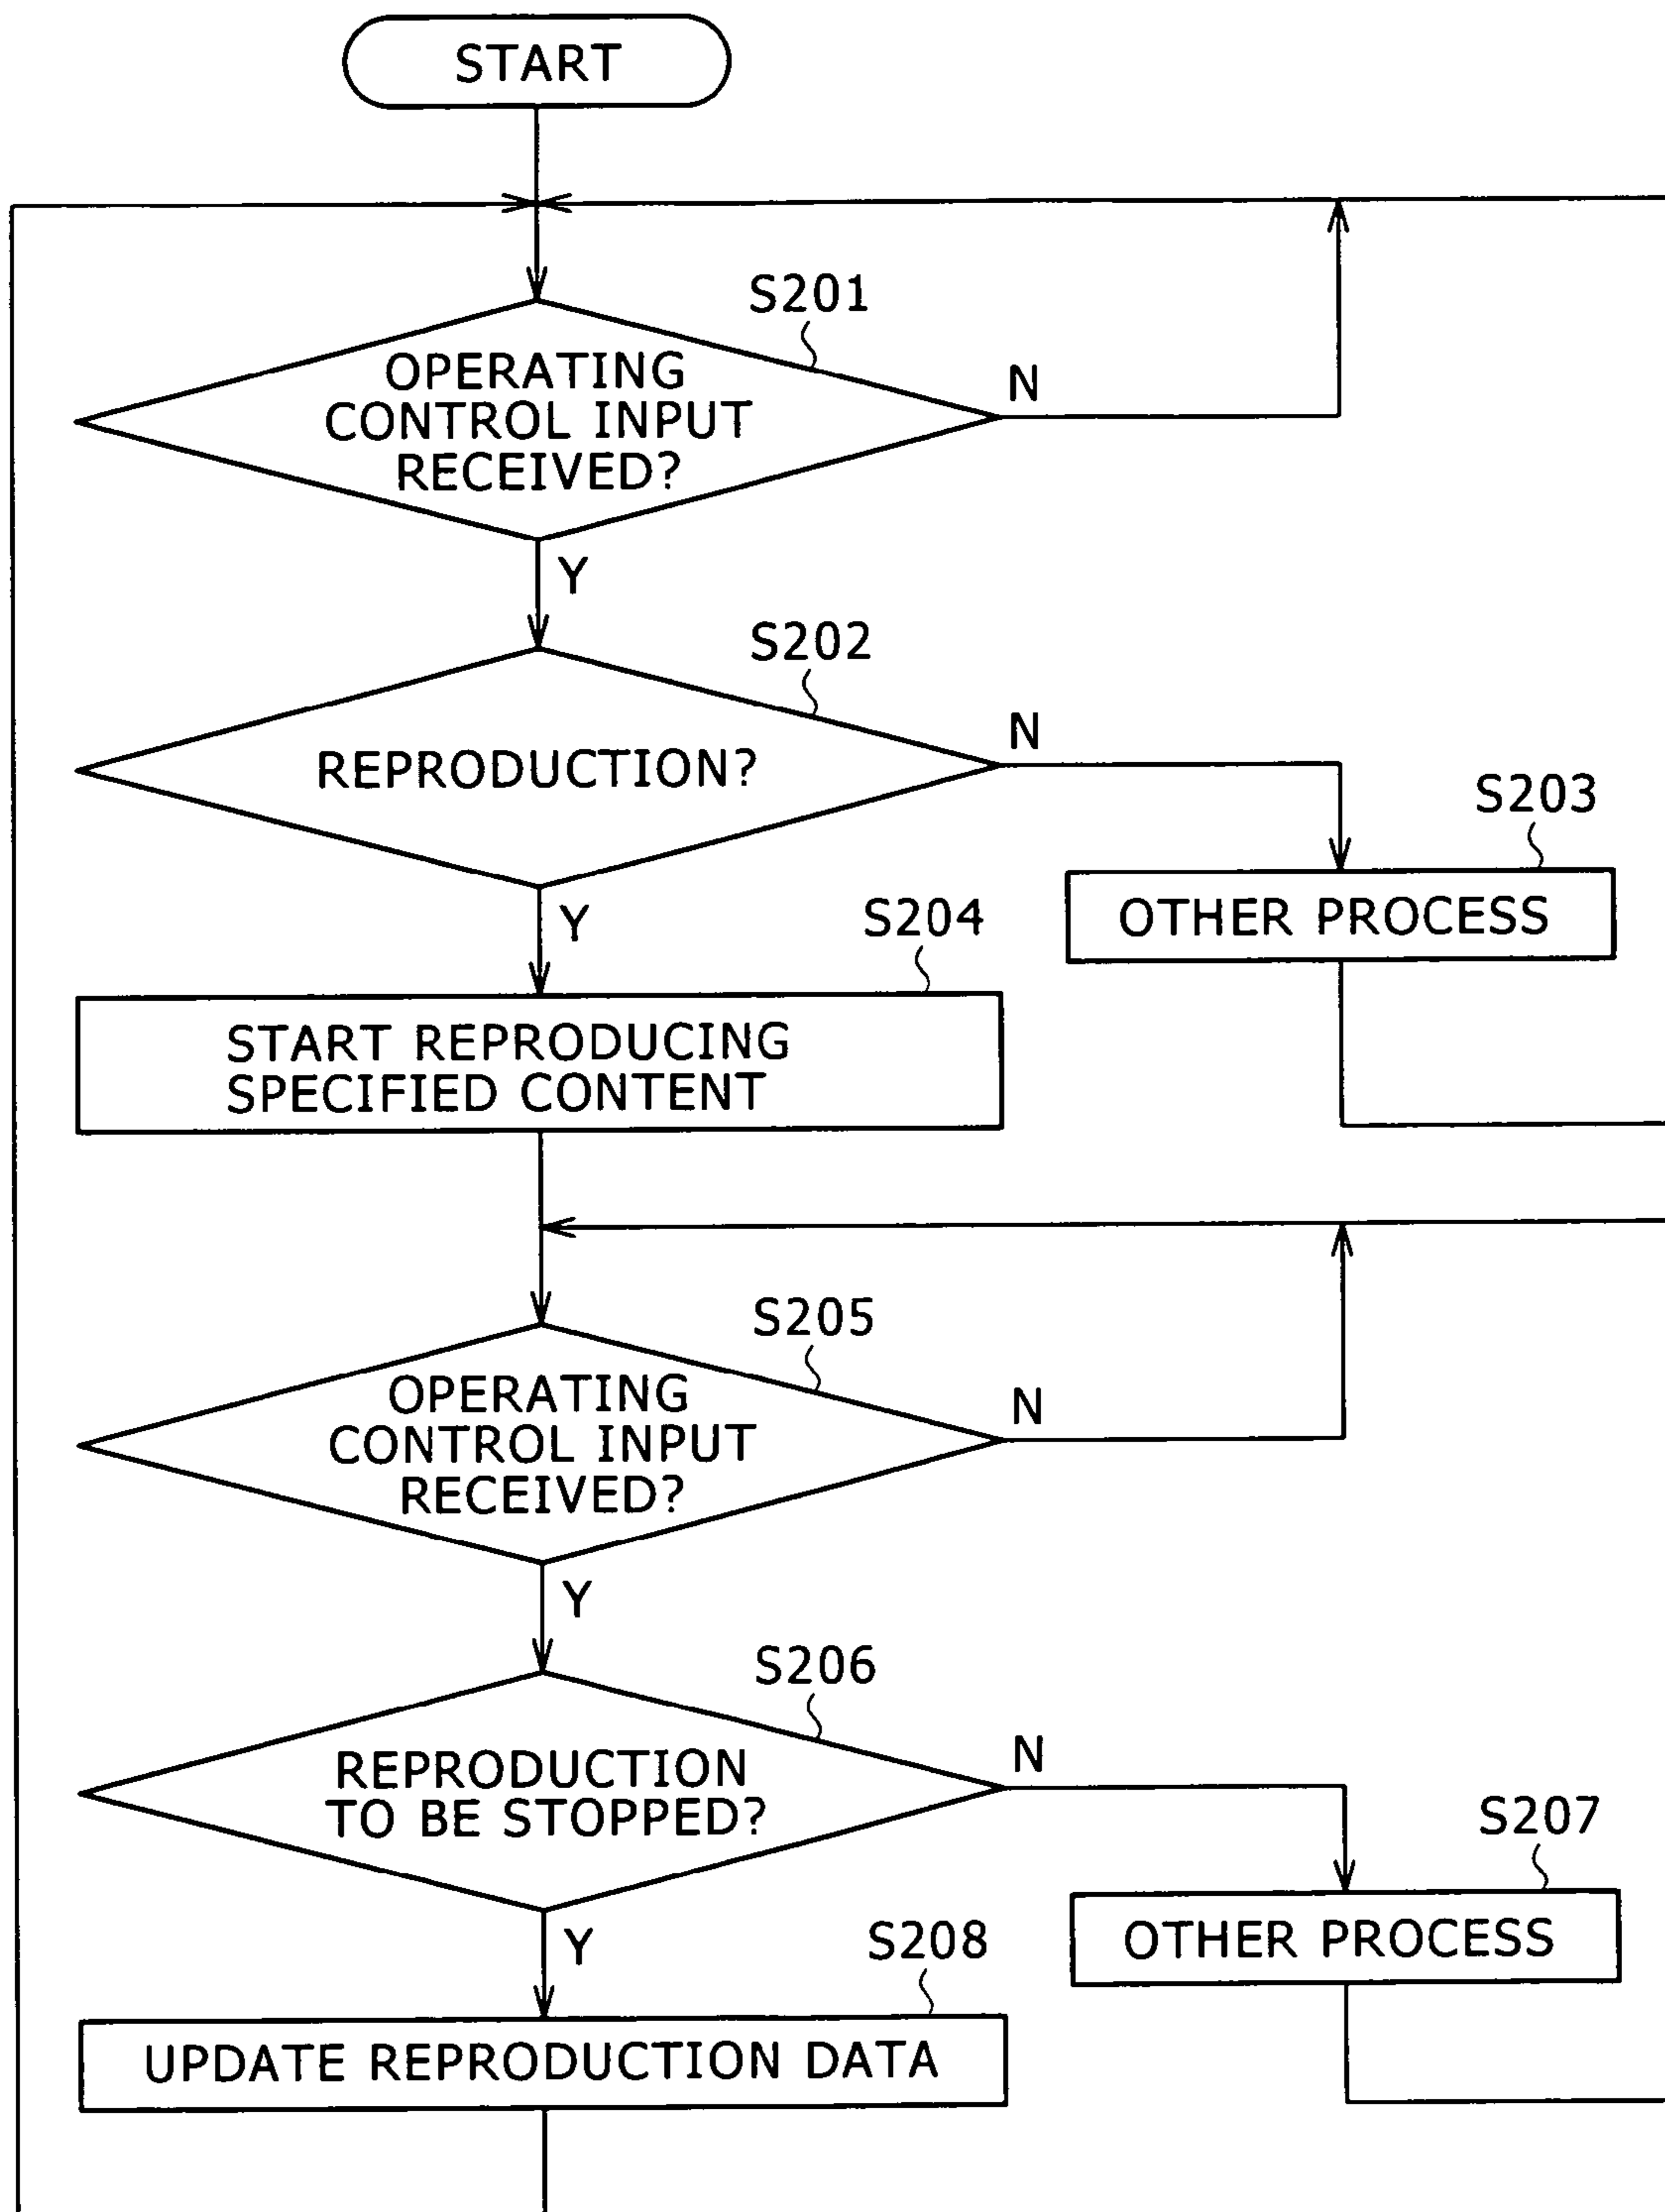 START
S201
OPERATING
CONTROL INPUT
RECEIVED?
N
Y
S202
REPRODUCTION?
N
S203
OTHER PROCESS
Y
S204
START REPRODUCING
SPECIFIED CONTENT
S205
OPERATING
CONTROL INPUT
RECEIVED?
N
Y
S206
REPRODUCTION
TO BE STOPPED?
N
S207
OTHER PROCESS
Y
S208
UPDATE REPRODUCTION DATA